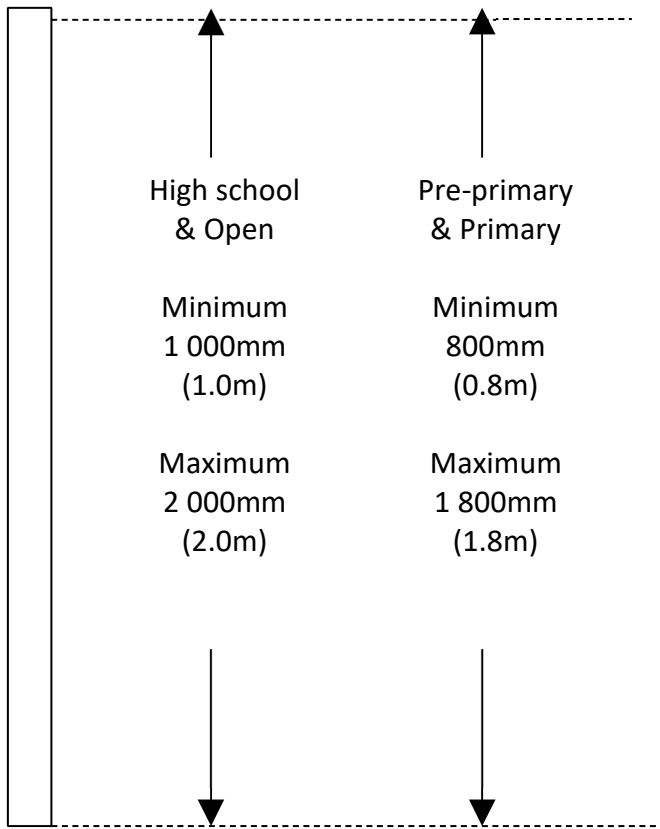 High school
& Open
Minimum
1 000mm
(1.0m)
Maximum
2 000mm
(2.0m)
Pre-primary
& Primary
Minimum
800mm
(0.8m)
Maximum
1 800mm
(1.8m)